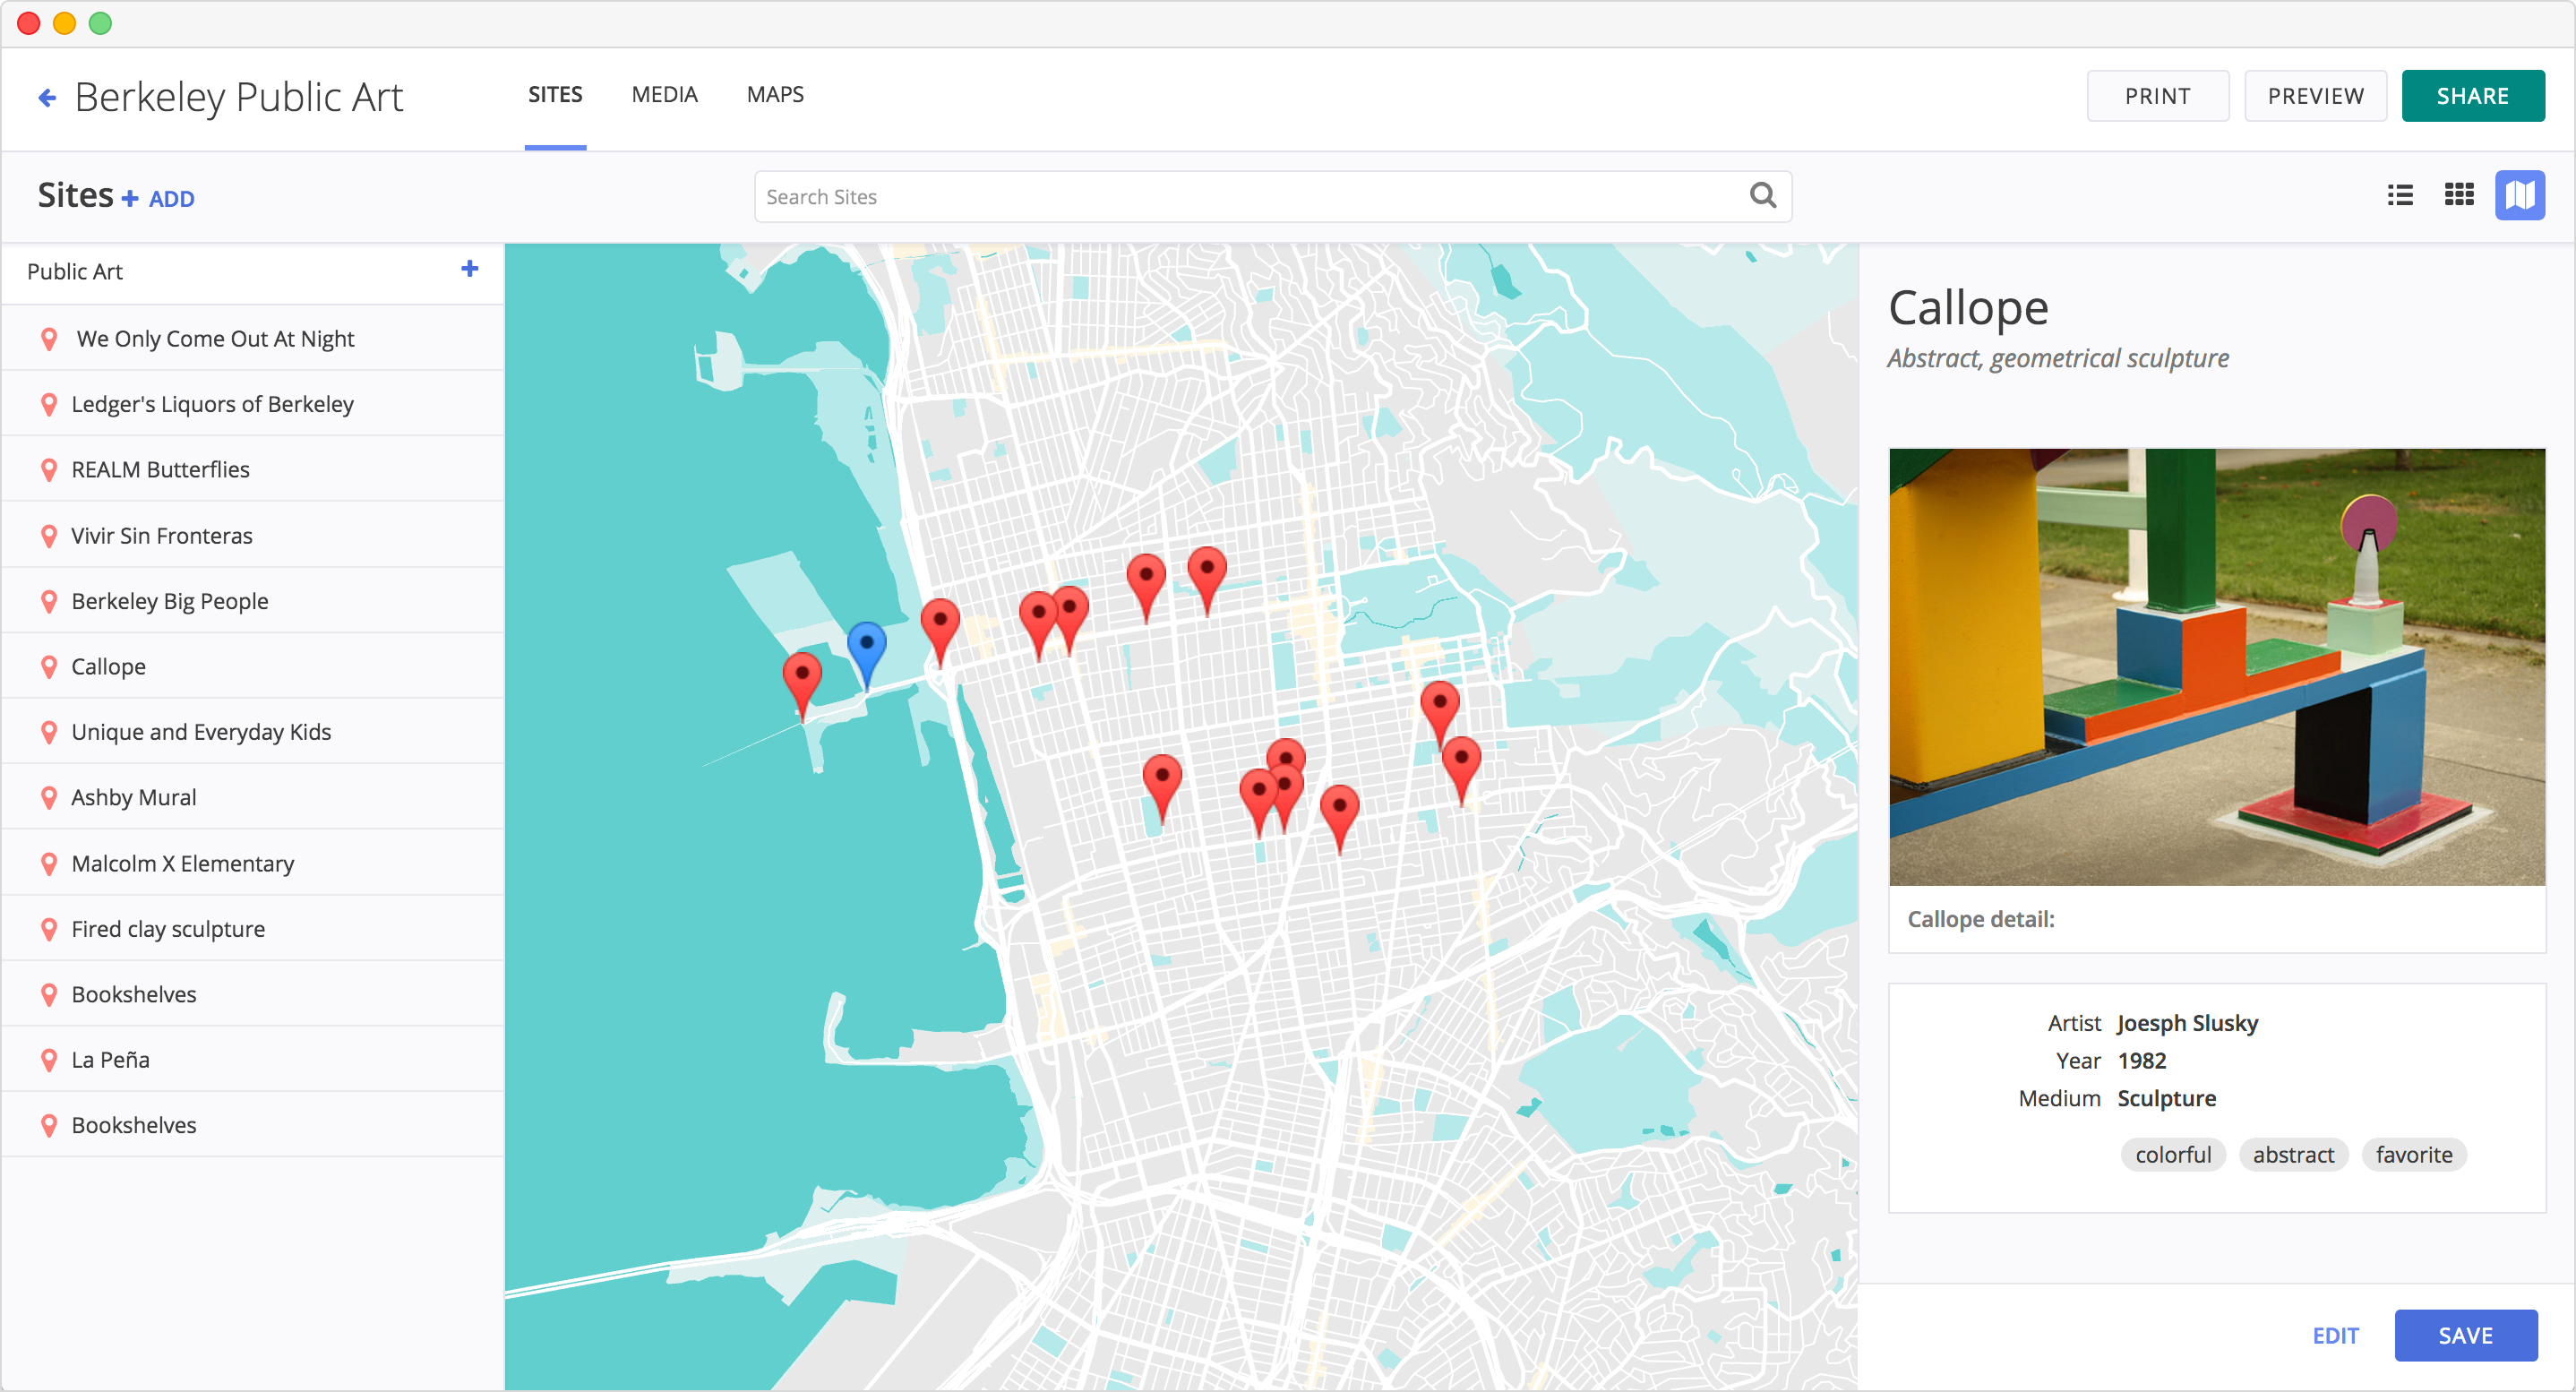 Berkeley Public Art
SITES
MEDIA
MAPS
PRINT
PREVIEW
SHARE
Sites
ADD
Search Sites
Public Art
We Only Come Out At Night
Ledger's Liquors of Berkeley
REALM Butterflies
Vivir Sin Fronteras
Berkeley Big People
Callope
Unique and Everyday Kids
Ashby Mural
Malcolm X Elementary
Fired clay sculpture
Bookshelves
La Peña
Bookshelves
Callope
Abstract, geometrical sculpture
Callope detail:
Artist Joesph Slusky
Year 1982
Medium Sculpture
colorful abstract favorite
EDIT
SAVE